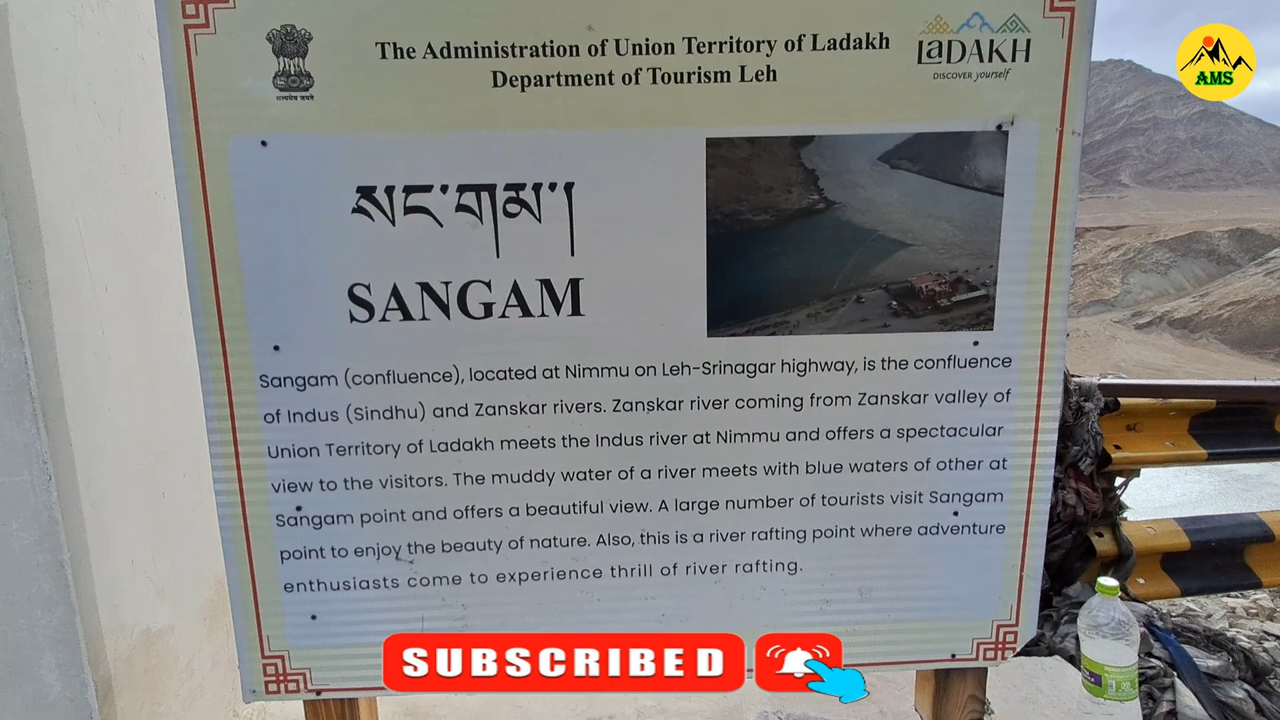 The Administration of Union Territory of Ladakh
Department of Tourism Leh
सत्यमेव जयते
LaDAKH
DISCOVER yourself
AMS
སང་གམ་།
SANGAM
Sangam (confluence), located at Nimmu on Leh-Srinagar highway, is the confluence
of Indus (Sindhu) and Zanskar rivers. Zanskar river coming from Zanskar valley of
Union Territory of Ladakh meets the Indus river at Nimmu and offers a spectacular
view to the visitors. The muddy water of a river meets with blue waters of other at
Sangam point and offers a beautiful view. A large number of tourists visit Sangam
point to enjoy the beauty of nature. Also, this is a river rafting point where adventure
enthusiasts come to experience thrill of river rafting.
SUBSCRIBED